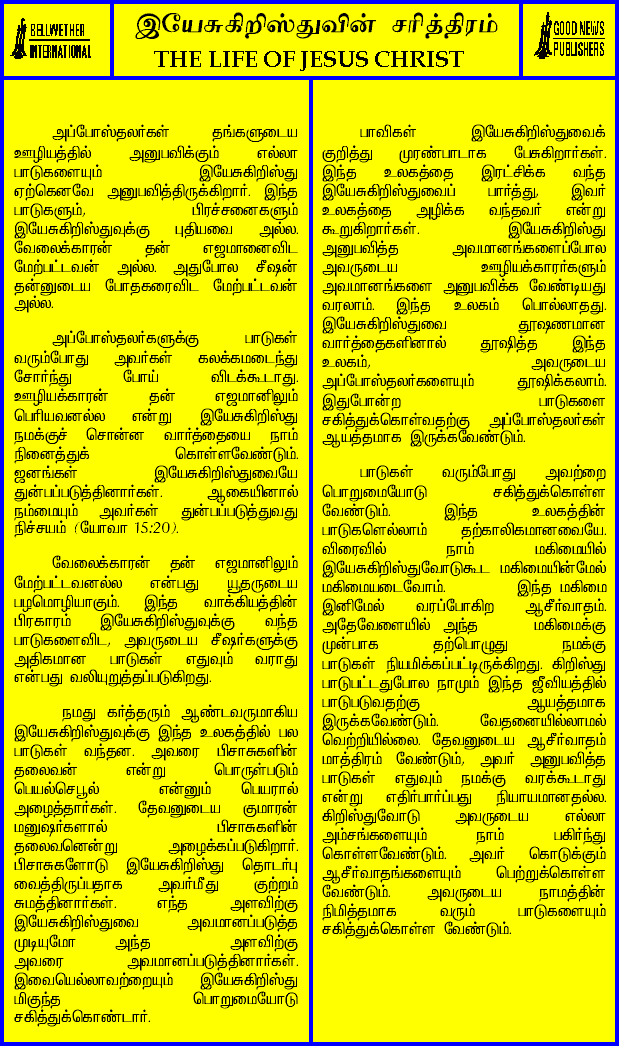 BELLWETHER
INTERNATIONAL
இயேசுகிறிஸ்துவின் சரித்திரம்
THE LIFE OF JESUS CHRIST
GOOD NEWS
PUBLISHERS
அப்போஸ்தலர்கள் தங்களுடைய
ஊழியத்தில் அனுபவிக்கும் எல்லா
பாடுகளையும் இயேசுகிறிஸ்து
ஏற்கெனவே அனுபவித்திருக்கிறார். இந்த
பாடுகளும், பிரச்சனைகளும்
இயேசுகிறிஸ்துவுக்கு புதியவை அல்ல.
வேலைக்காரன் தன் எஜமானைவிட
மேற்பட்டவன் அல்ல. அதுபோல சீஷன்
தன்னுடைய போதகரைவிட மேற்பட்டவன்
அல்ல.
அப்போஸ்தலர்களுக்கு பாடுகள்
வரும்போது அவர்கள் கலக்கமடைந்து
சோர்ந்து போய் விடக்கூடாது.
ஊழியக்காரன் தன் எஜமானிலும்
பெரியவனல்ல என்று இயேசுகிறிஸ்து
நமக்குச் சொன்ன வார்த்தையை நாம்
நினைத்துக் கொள்ளவேண்டும்.
ஜனங்கள் இயேசுகிறிஸ்துவையே
துன்பப்படுத்தினார்கள். ஆகையினால்
நம்மையும் அவர்கள் துன்பப்படுத்துவது
நிச்சயம் (யோவா 15:20).
வேலைக்காரன் தன் எஜமானிலும்
மேற்பட்டவனல்ல என்பது யூதருடைய
பழமொழியாகும். இந்த வாக்கியத்தின்
பிரகாரம் இயேசுகிறிஸ்துவுக்கு வந்த
பாடுகளைவிட, அவருடைய சீஷர்களுக்கு
அதிகமான பாடுகள் எதுவும் வராது
என்பது வலியுறுத்தப்படுகிறது.
நமது கர்த்தரும் ஆண்டவருமாகிய
இயேசுகிறிஸ்துவுக்கு இந்த உலகத்தில் பல
பாடுகள் வந்தன. அவரை பிசாசுகளின்
தலைவன் என்று பொருள்படும்
பெயல்செபூல் என்னும் பெயரால்
அழைத்தார்கள். தேவனுடைய குமாரன்
மனுஷர்களால் பிசாசுகளின்
தலைவனென்று அழைக்கப்படுகிறார்.
பிசாசுகளோடு இயேசுகிறிஸ்து தொடர்பு
வைத்திருப்பதாக அவர்மீது குற்றம்
சுமத்தினார்கள். எந்த அளவிற்கு
இயேசுகிறிஸ்துவை அவமானப்படுத்த
முடியுமோ அந்த அளவிற்கு
அவரை அவமானப்படுத்தினார்கள்.
இவையெல்லாவற்றையும் இயேசுகிறிஸ்து
மிகுந்த பொறுமையோடு
சகித்துக்கொண்டார்.
பாவிகள் இயேசுகிறிஸ்துவைக்
குறித்து முரண்பாடாக பேசுகிறார்கள்.
இந்த உலகத்தை இரட்சிக்க வந்த
இயேசுகிறிஸ்துவைப் பார்த்து, இவர்
உலகத்தை அழிக்க வந்தவர் என்று
கூறுகிறார்கள். இயேசுகிறிஸ்து
அனுபவித்த அவமானங்களைப்போல
அவருடைய ஊழியக்காரர்களும்
அவமானங்களை அனுபவிக்க வேண்டியது
வரலாம். இந்த உலகம் பொல்லாதது.
இயேசுகிறிஸ்துவை தூஷணமான
வார்த்தைகளினால் தூஷித்த இந்த
உலகம், அவருடைய
அப்போஸ்தலர்களையும் தூஷிக்கலாம்.
இதுபோன்ற பாடுகளை
சகித்துக்கொள்வதற்கு அப்போஸ்தலர்கள்
ஆயத்தமாக இருக்கவேண்டும்.
பாடுகள் வரும்போது அவற்றை
பொறுமையோடு சகித்துக்கொள்ள
வேண்டும். இந்த உலகத்தின்
பாடுகளெல்லாம் தற்காலிகமானவையே.
விரைவில் நாம் மகிமையில்
இயேசுகிறிஸ்துவோடுகூட மகிமையின்மேல்
மகிமையடைவோம். இந்த மகிமை
இனிமேல் வரப்போகிற ஆசீர்வாதம்.
அதேவேளையில் அந்த மகிமைக்கு
முன்பாக தற்பொழுது நமக்கு
பாடுகள் நியமிக்கப்பட்டிருக்கிறது. கிறிஸ்து
பாடுபட்டதுபோல நாமும் இந்த ஜீவியத்தில்
பாடுபடுவதற்கு ஆயத்தமாக
இருக்கவேண்டும். வேதனையில்லாமல்
வெற்றியில்லை. தேவனுடைய ஆசீர்வாதம்
மாத்திரம் வேண்டும், அவர் அனுபவித்த
பாடுகள் எதுவும் நமக்கு வரக்கூடாது
என்று எதிர்பார்ப்பது நியாயமானதல்ல.
கிறிஸ்துவோடு அவருடைய எல்லா
அம்சங்களையும் நாம் பகிர்ந்து
கொள்ளவேண்டும். அவர் கொடுக்கும்
ஆசீர்வாதங்களையும் பெற்றுக்கொள்ள
வேண்டும். அவருடைய நாமத்தின்
நிமித்தமாக வரும் பாடுகளையும்
சகித்துக்கொள்ள வேண்டும்.